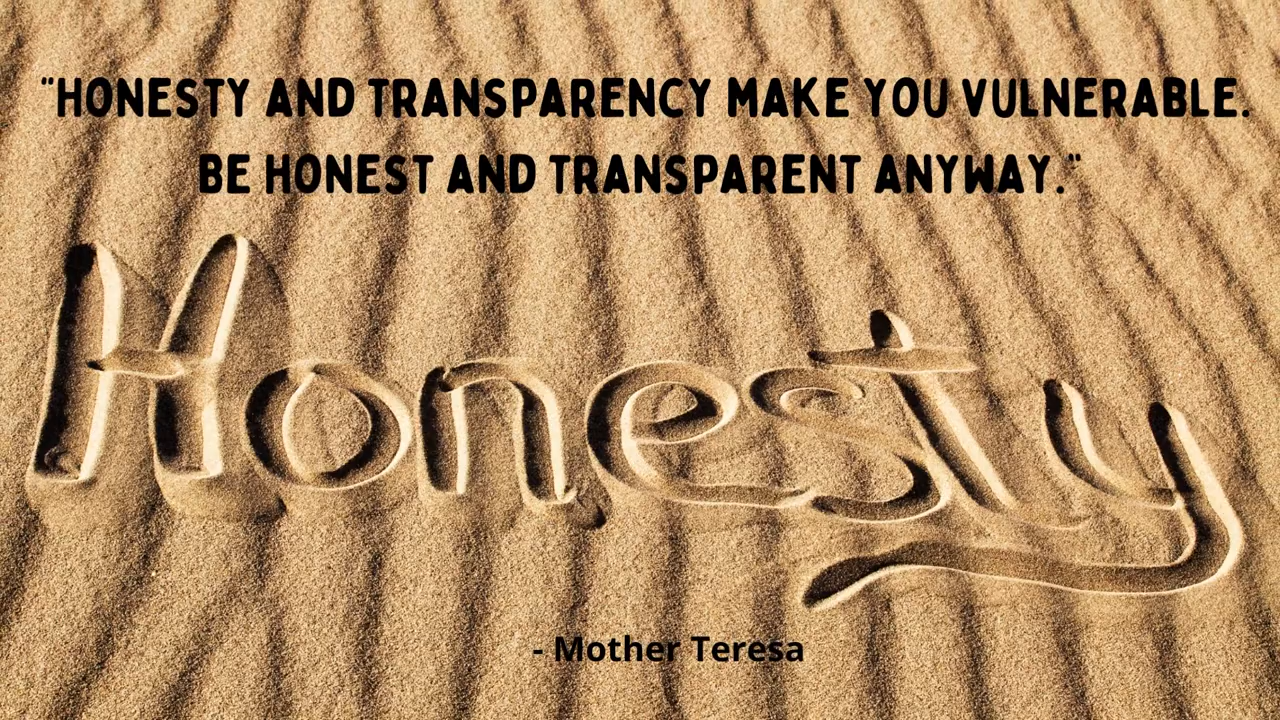 "HONESTY AND TRANSPARENCY MAKE YOU VULNERABLE.
BE HONEST AND TRANSPARENT ANYWAY."
Honesty
- Mother Teresa